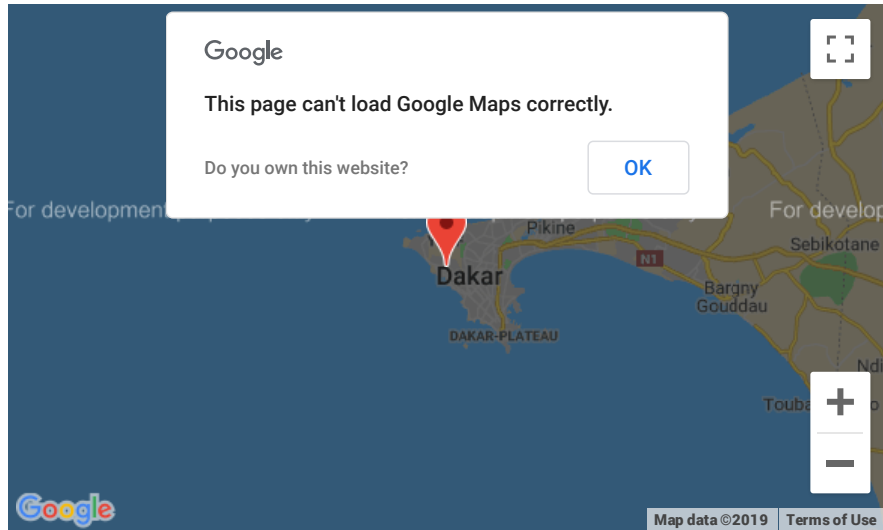 Google
This page can't load Google Maps correctly.
Do you own this website?
OK
For development
For develop
Pikine
Sebikotane
N1
Dakar
Bargny
Gouddau
DAKAR-PLATEAU
Ndi
Touba
Google
Map data ©2019
Terms of Use